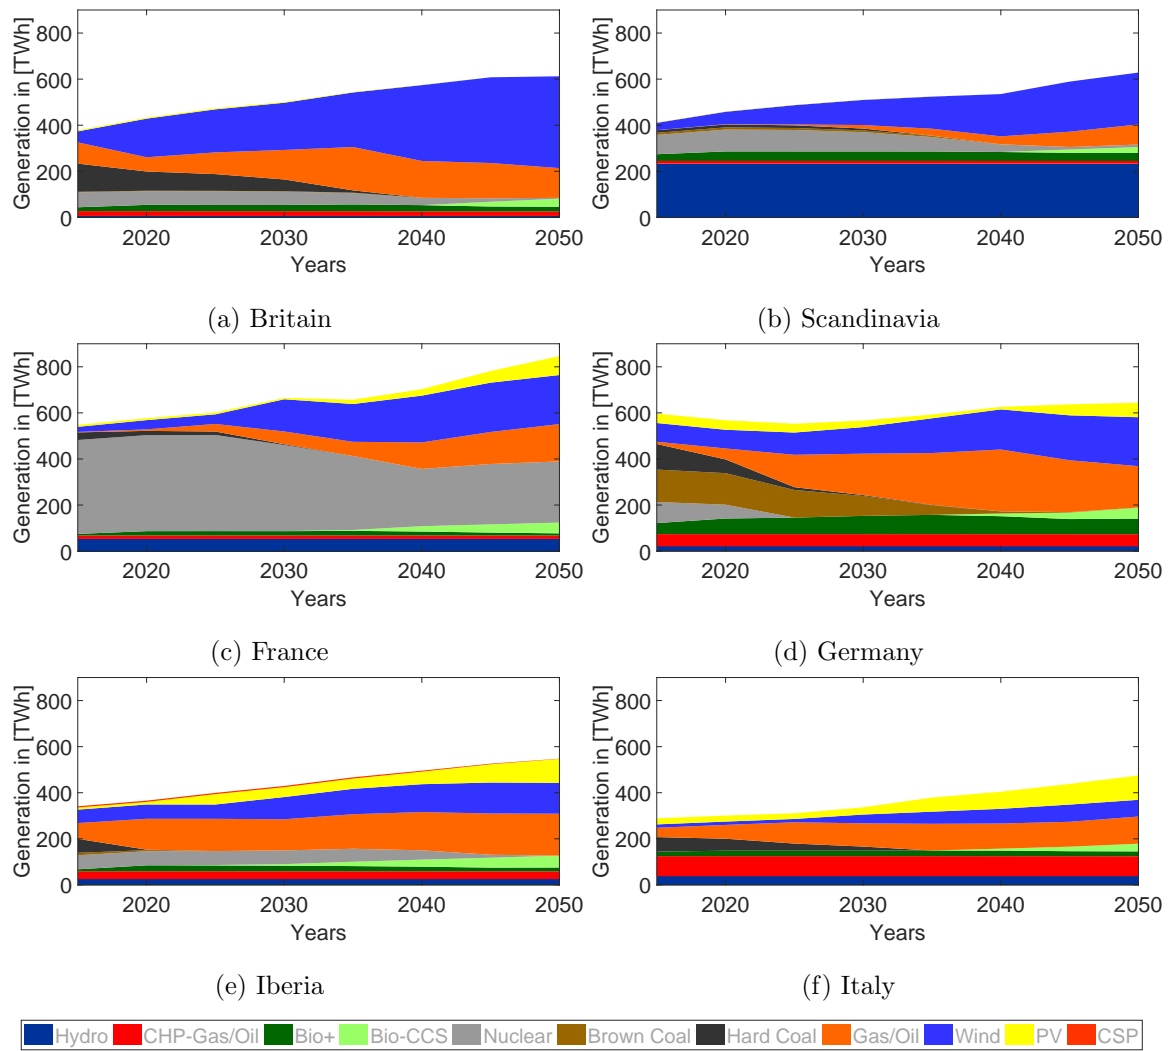 Generation in [TWh]
800
600
400
200
0
2020 2030 2040 2050
Years
(a) Britain
Generation in [TWh]
800
600
400
200
0
2020 2030 2040 2050
Years
(b) Scandinavia
Generation in [TWh]
800
600
400
200
0
2020 2030 2040 2050
Years
(c) France
Generation in [TWh]
800
600
400
200
0
2020 2030 2040 2050
Years
(d) Germany
Generation in [TWh]
800
600
400
200
0
2020 2030 2040 2050
Years
(e) Iberia
Generation in [TWh]
800
600
400
200
0
2020 2030 2040 2050
Years
(f) Italy
Hydro CHP-Gas/Oil Bio+ Bio-CCS Nuclear Brown Coal Hard Coal Gas/Oil Wind PV CSP